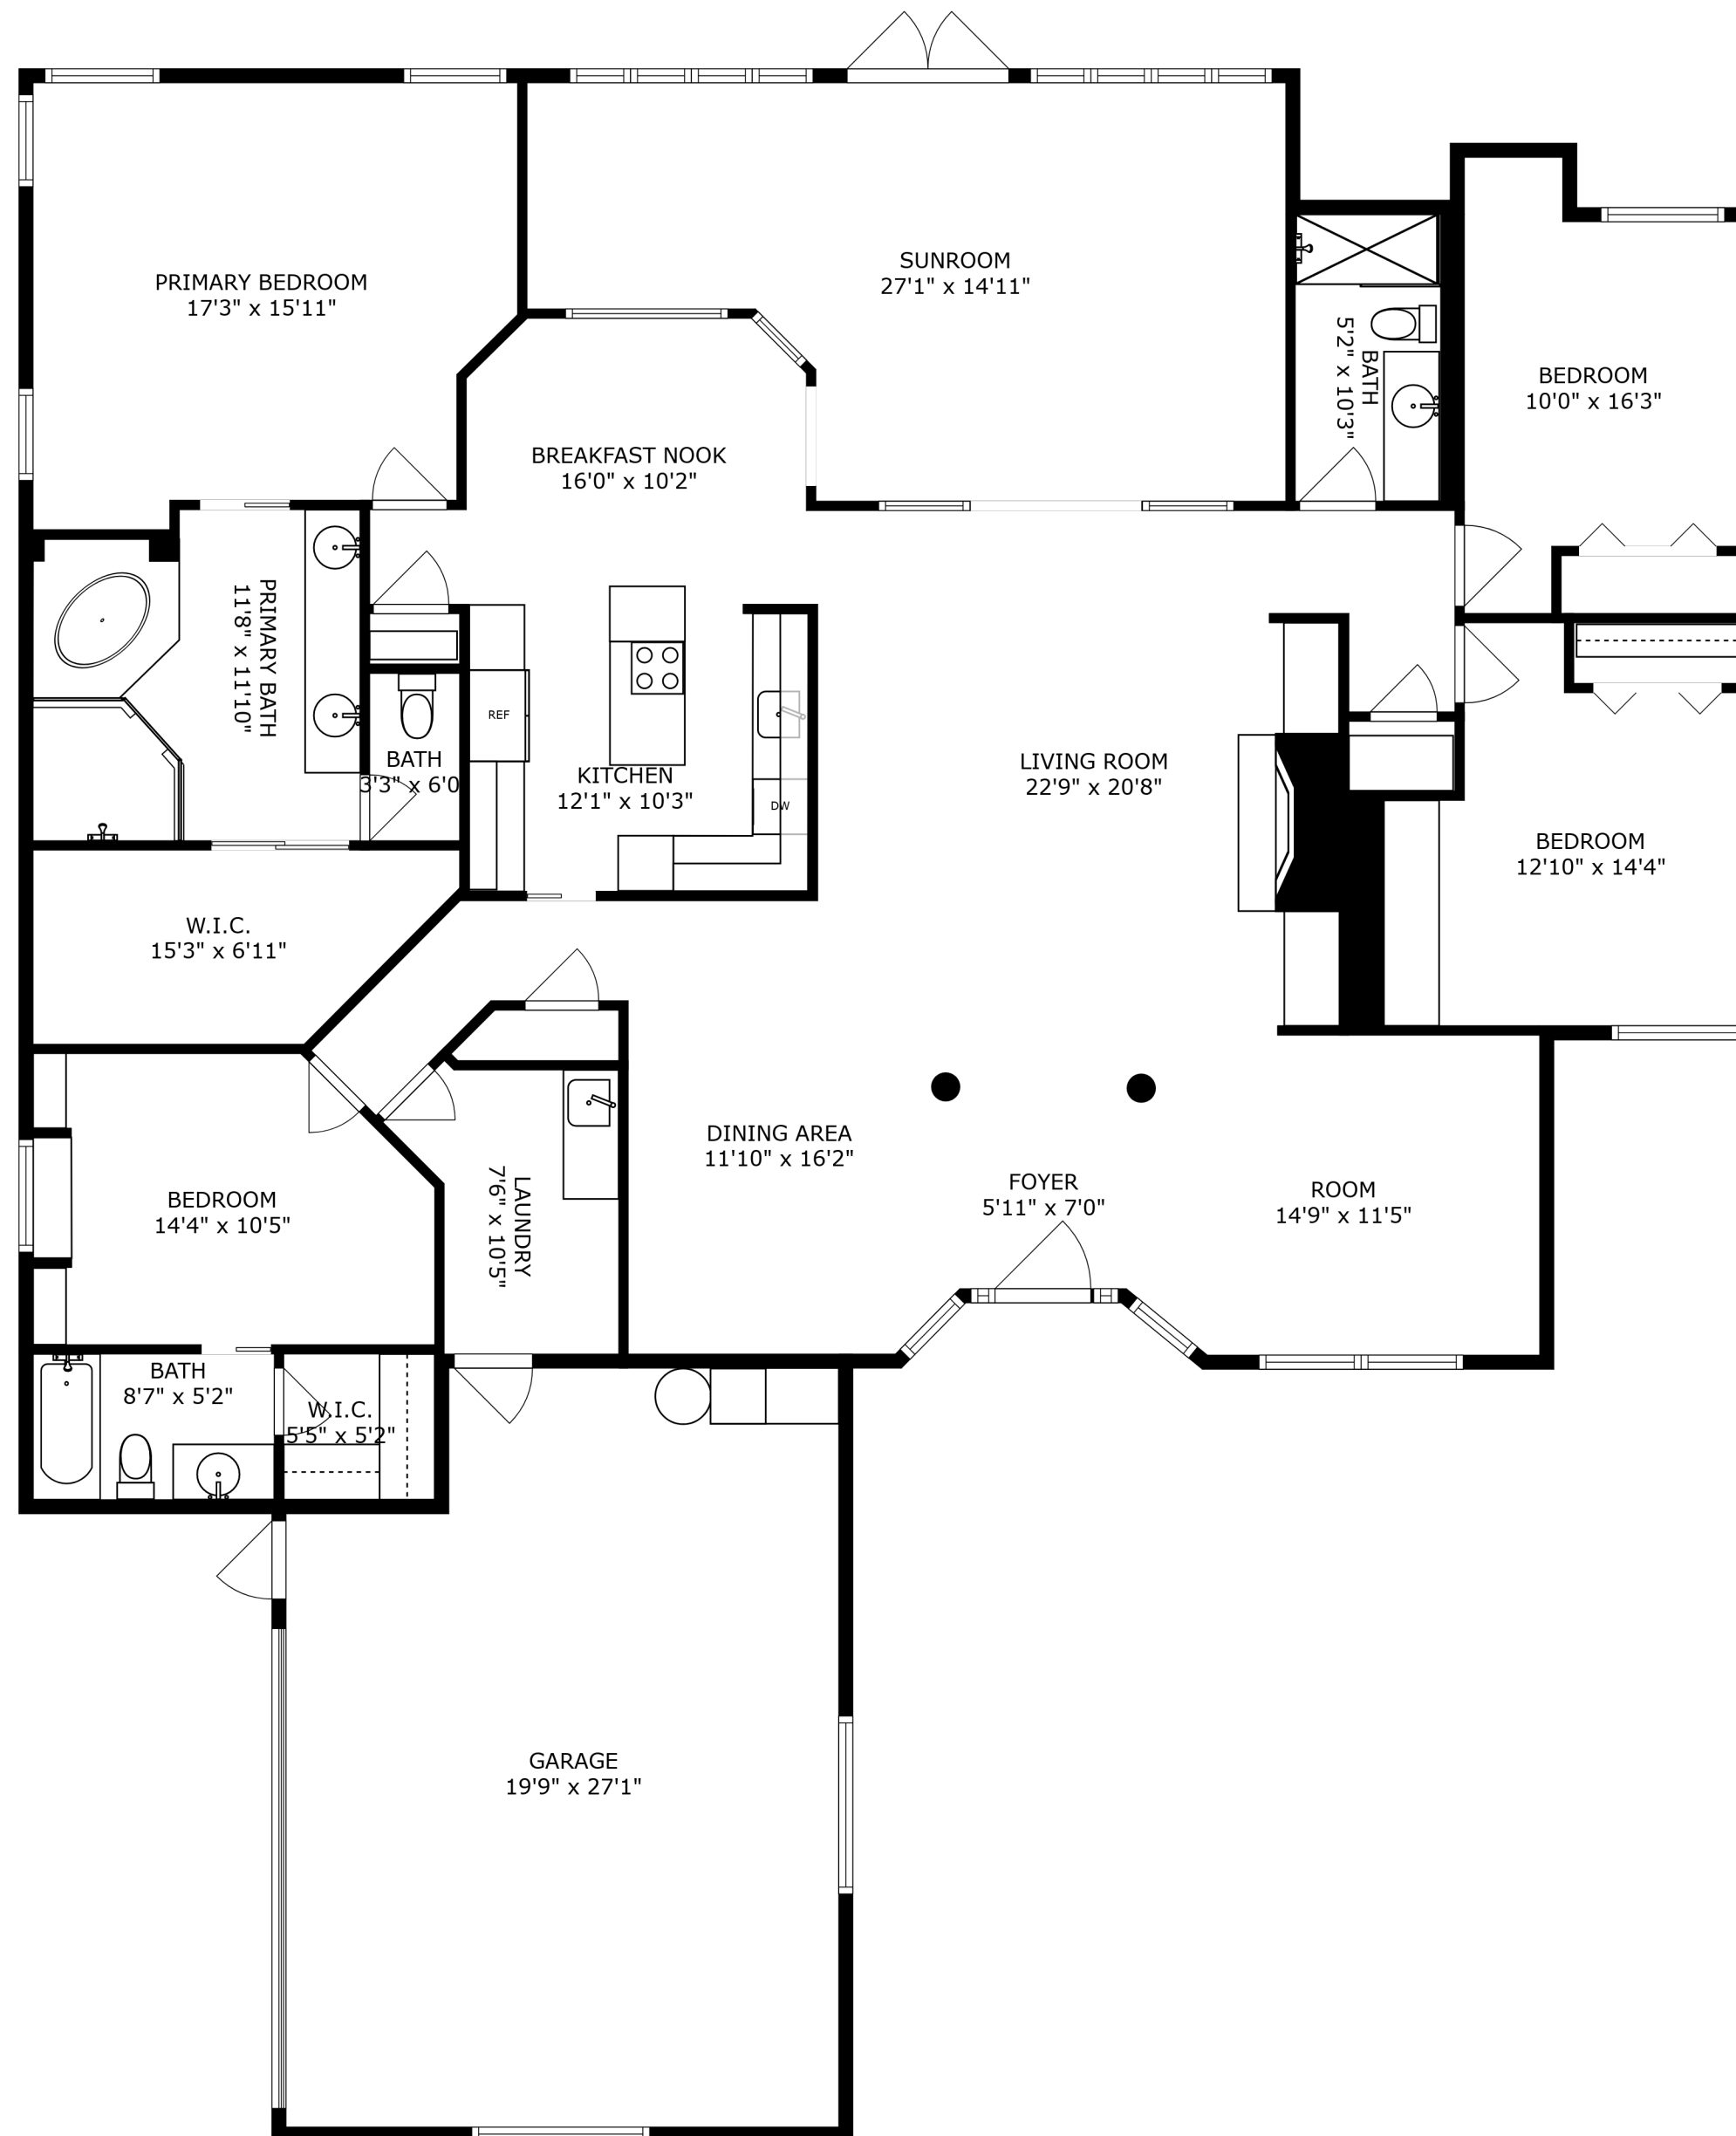 PRIMARY BEDROOM
17'3" x 15'11"
SUNROOM
27'1" x 14'11"
BATH
5'2" x 10'3"
BEDROOM
10'0" x 16'3"
BREAKFAST NOOK
16'0" x 10'2"
PRIMARY BATH
11'8" x 11'10"
REF
BATH
3'3" x 6'0
KITCHEN
12'1" x 10'3"
DW
LIVING ROOM
22'9" x 20'8"
BEDROOM
12'10" x 14'4"
W.I.C.
15'3" x 6'11"
DINING AREA
11'10" x 16'2"
FOYER
5'11" x 7'0"
ROOM
14'9" x 11'5"
BEDROOM
14'4" x 10'5"
LAUNDRY
7'6" x 10'5"
BATH
8'7" x 5'2"
W.I.C.
5'5" x 5'2"
GARAGE
19'9" x 27'1"